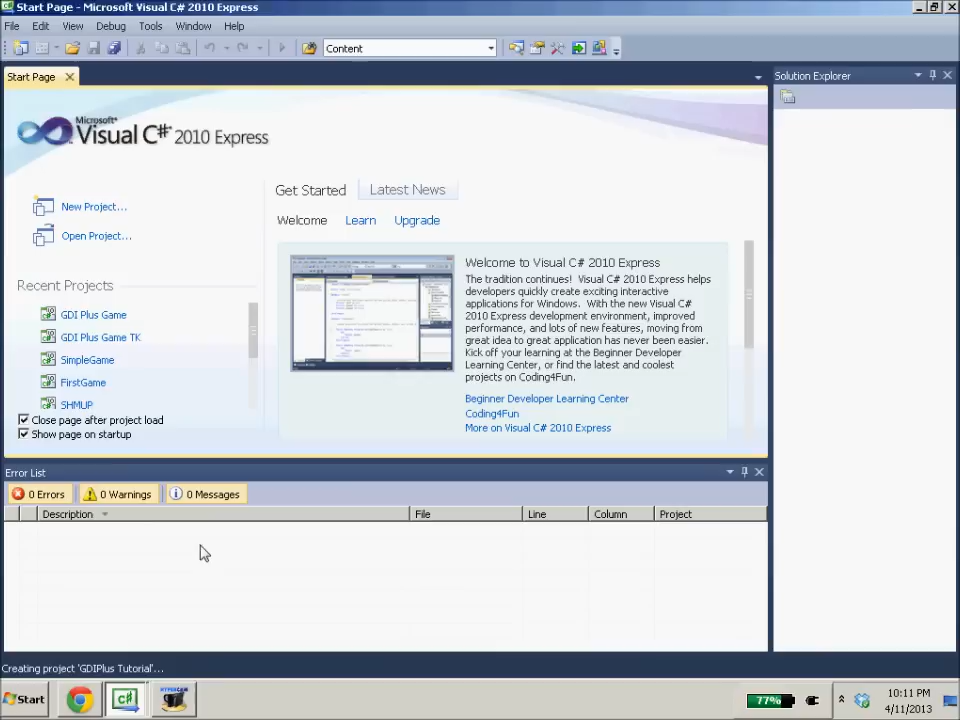 Start Page - Microsoft Visual C# 2010 Express
File Edit View Debug Tools Window Help
Content
Start Page
Solution Explorer
Microsoft®
Visual C#® 2010 Express
New Project...
Open Project...
Recent Projects
GDI Plus Game
GDI Plus Game TK
SimpleGame
FirstGame
SHMUP
Close page after project load
Show page on startup
Get Started Latest News
Welcome Learn Upgrade
Welcome to Visual C# 2010 Express
The tradition continues! Visual C# 2010 Express helps
developers quickly create exciting interactive
applications for Windows. With the new Visual C#
2010 Express development environment, improved
performance, and lots of new features, moving from
great idea to great application has never been easier.
Kick off your learning at the Beginner Developer
Learning Center, or find the latest and coolest
projects on Coding4Fun.
Beginner Developer Learning Center
Coding4Fun
More on Visual C# 2010 Express
Error List
0 Errors 0 Warnings 0 Messages
Description File Line Column Project
Creating project 'GDIPlus Tutorial'...
Start
C#
HYPERCAM
77%
10:11 PM
4/11/2013